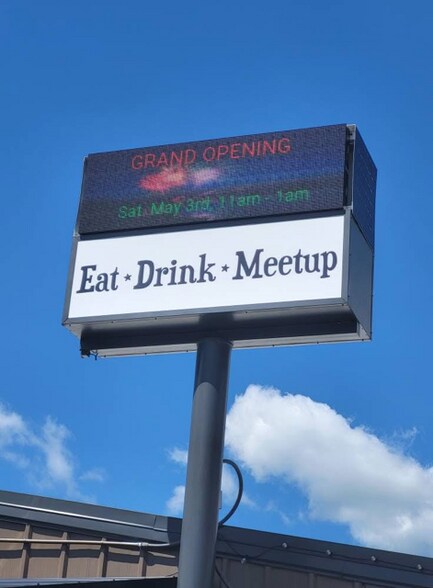 GRAND OPENING
Sat, May 3rd, 11am - 1am
Eat ★ Drink ★ Meetup